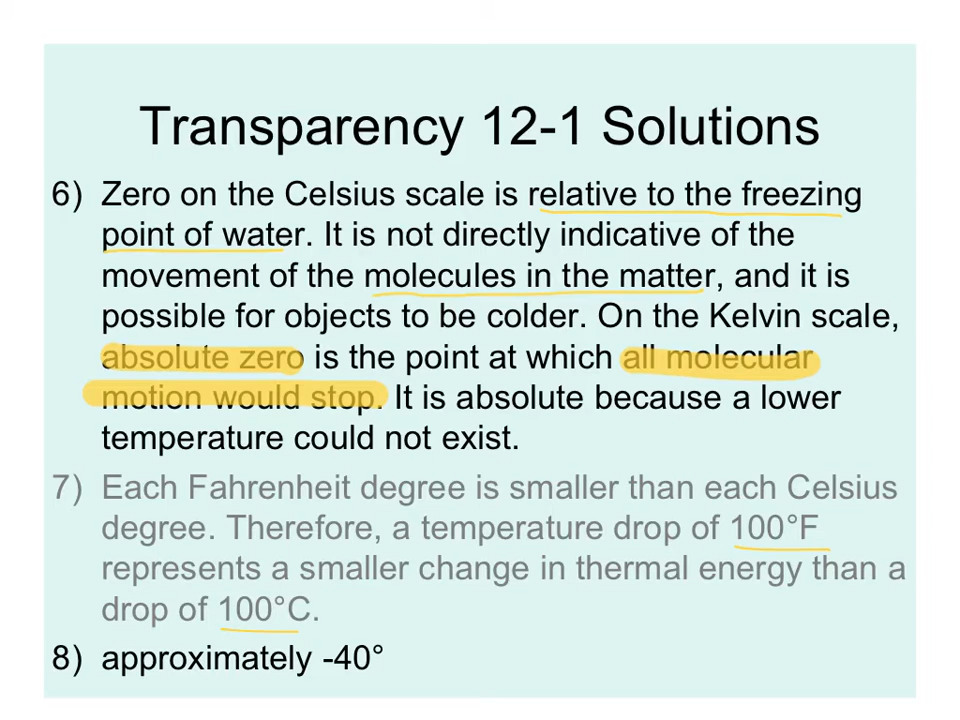 Transparency 12-1 Solutions
6) Zero on the Celsius scale is relative to the freezing
point of water. It is not directly indicative of the
movement of the molecules in the matter, and it is
possible for objects to be colder. On the Kelvin scale,
absolute zero is the point at which all molecular
motion would stop. It is absolute because a lower
temperature could not exist.
7) Each Fahrenheit degree is smaller than each Celsius
degree. Therefore, a temperature drop of 100°F
represents a smaller change in thermal energy than a
drop of 100°C.
8) approximately -40°